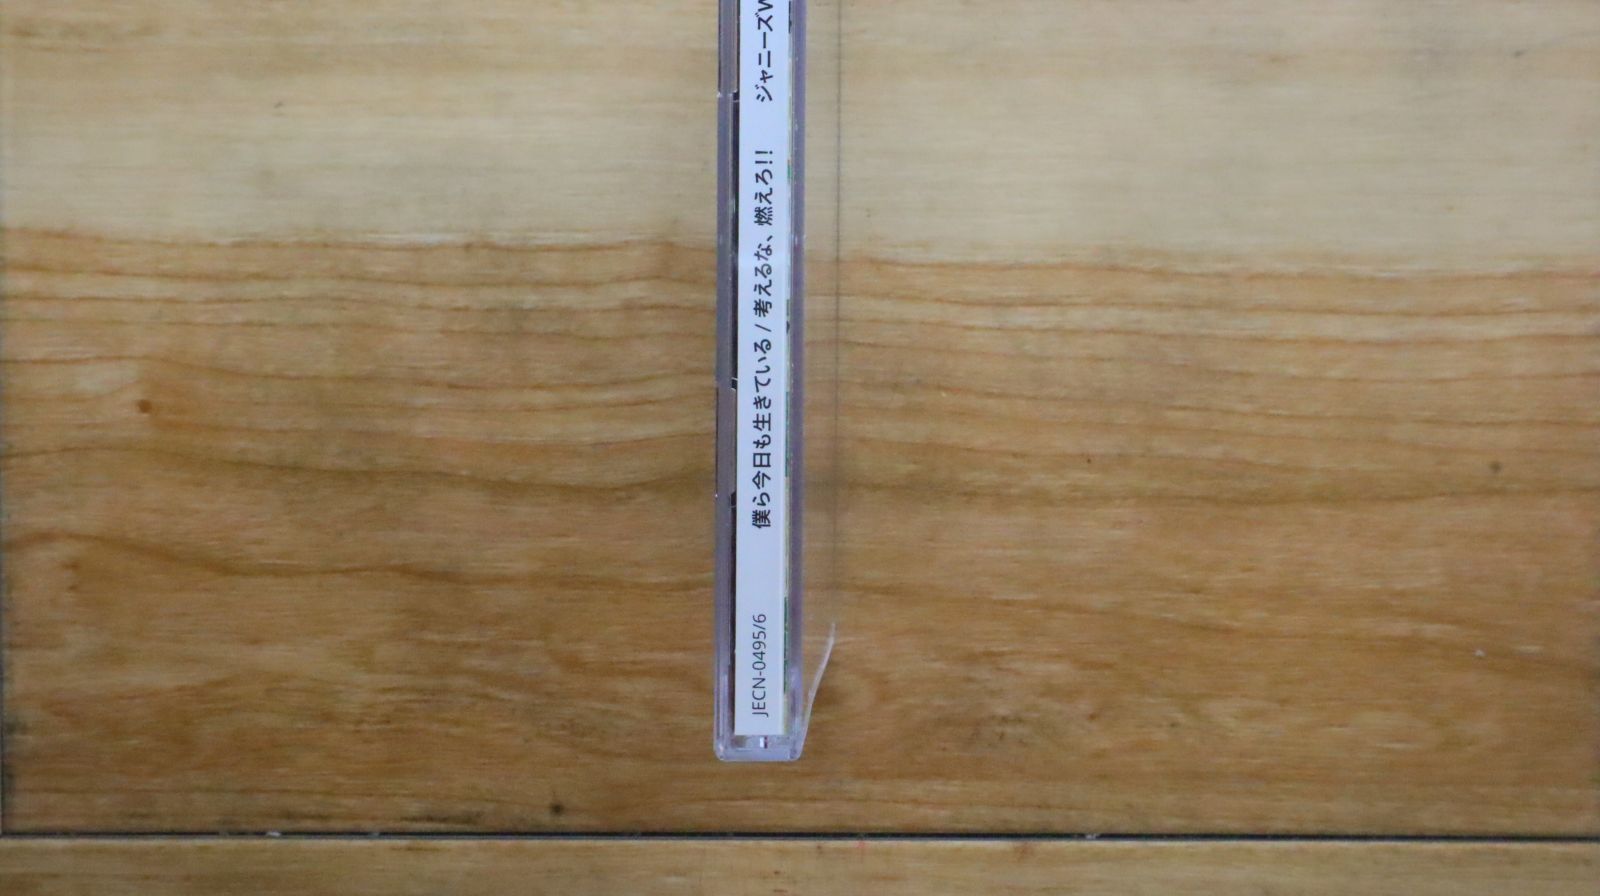 JECN-0495/6 僕ら今日も生きている / 考えるな、燃えろ!! ジャニーズW